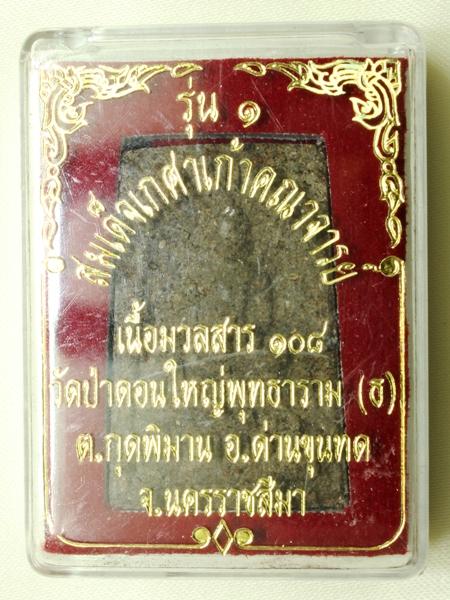 รุ่น ๑
สมเด็จเกศาเก้าคณาจารย์
เนื้อมวลสาร ๑๐๘
วัดป่าดอนใหญ่พุทธาราม (ธ)
ต.กุดพิมาน อ.ด่านขุนทด
จ.นครราชสีมา